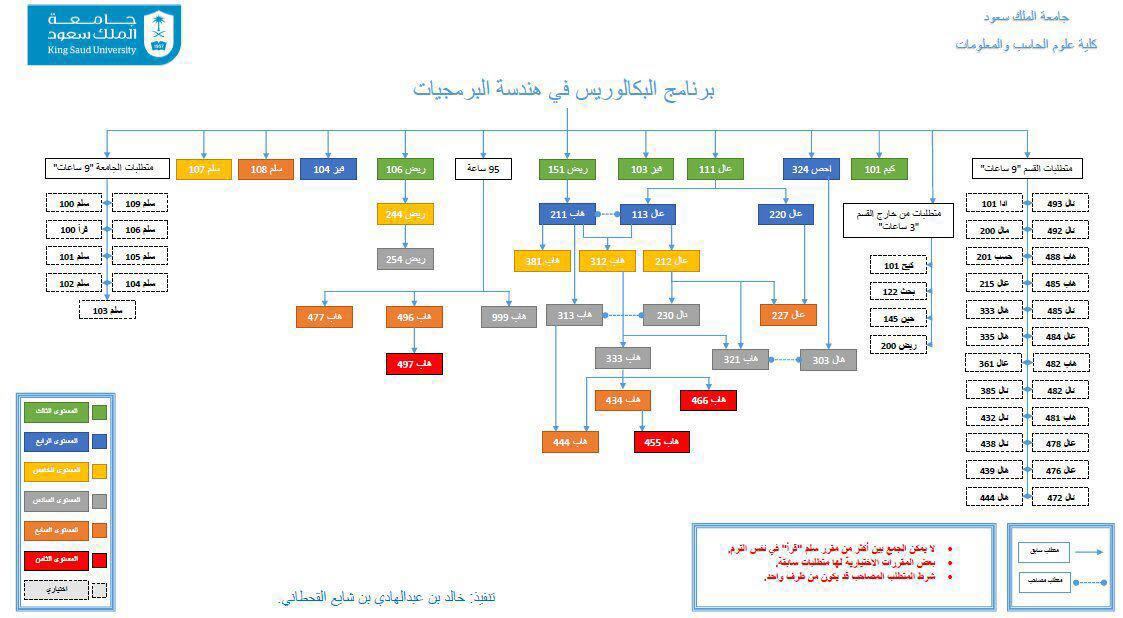 جامعة الملك سعود
كلية علوم الحاسب والمعلومات
جامعة
الملك سعود
King Saud University
1957
برنامج البكالوريس في هندسة البرمجيات
متطلبات القسم "9 ساعات"
كيم 101
احص 324
عال 111
فيز 103
ريض 151
95 ساعة
ريض 106
فيز 104
سلم 108
سلم 107
متطلبات الجامعة "9 ساعات"
متطلبات من خارج القسم
"3 ساعات"
عال 220
عال 113
هاب 211
ريض 244
عال 212
هاب 312
هاب 381
ريض 254
عال 227
نال 230
هاب 313
هاب 999
هاب 496
هاب 477
هال 303
هاب 321
هاب 333
هاب 497
هاب 466
هاب 434
هاب 455
هاب 444
كيح 101
بحث 122
حين 145
ريض 200
نال 493
ادا 101
نال 492
مال 200
هاب 488
حسب 201
هاب 485
عال 215
نال 485
هال 333
عال 484
هال 335
هاب 482
عال 361
نال 482
نال 385
هاب 481
نال 432
عال 478
نال 438
عال 476
هال 439
نال 472
هال 444
سلم 109
سلم 100
سلم 106
قرأ 100
سلم 105
سلم 101
سلم 104
سلم 102
سلم 103
المستوى الثالث
المستوى الرابع
المستوى الخامس
المستوى السادس
المستوى السابع
المستوى الثامن
اختياري
لا يمكن الجمع بين أكثر من مقرر سلم "قرأ" في نفس الترم.
بعض المقررات الاختيارية لها متطلبات سابقة.
شرط المتطلب المصاحب قد يكون من طرف واحد.
متطلب سابق
متطلب مصاحب
تنفيذ: خالد بن عبدالهادي بن شايع القحطاني.